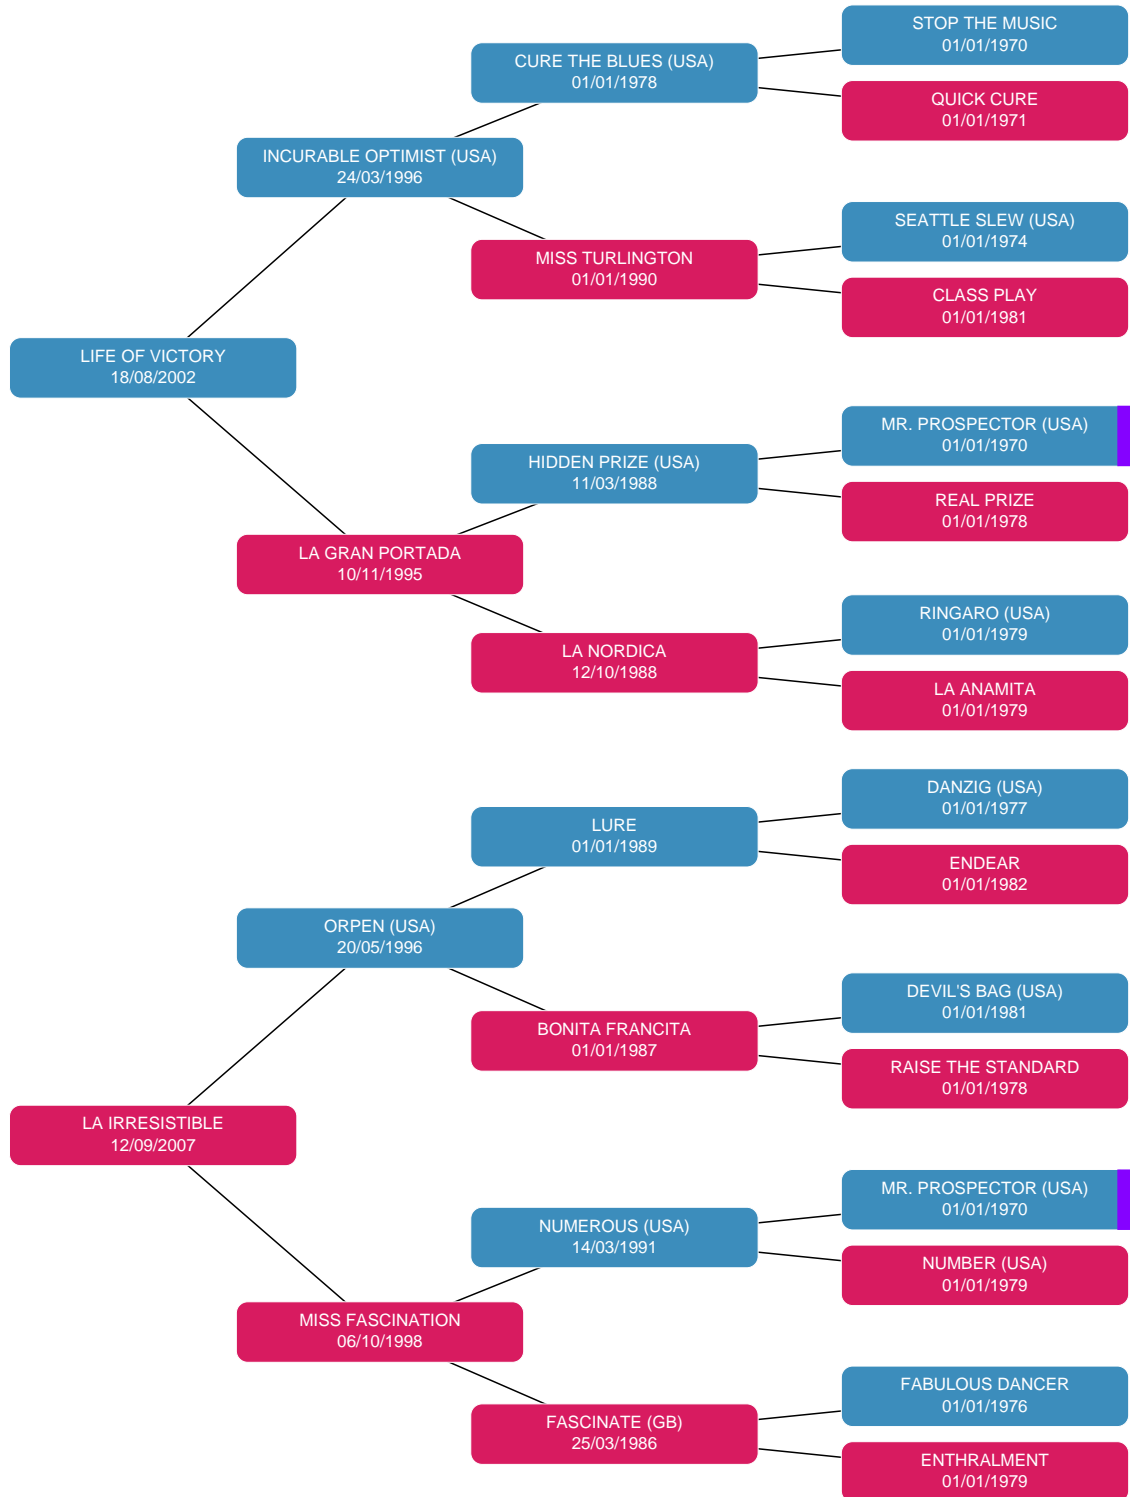 STOP THE MUSIC
01/01/1970
CURE THE BLUES (USA)
01/01/1978
QUICK CURE
01/01/1971
INCURABLE OPTIMIST (USA)
24/03/1996
SEATTLE SLEW (USA)
01/01/1974
MISS TURLINGTON
01/01/1990
CLASS PLAY
01/01/1981
LIFE OF VICTORY
18/08/2002
MR. PROSPECTOR (USA)
01/01/1970
HIDDEN PRIZE (USA)
11/03/1988
REAL PRIZE
01/01/1978
LA GRAN PORTADA
10/11/1995
RINGARO (USA)
01/01/1979
LA NORDICA
12/10/1988
LA ANAMITA
01/01/1979
DANZIG (USA)
01/01/1977
LURE
01/01/1989
ENDEAR
01/01/1982
ORPEN (USA)
20/05/1996
DEVIL'S BAG (USA)
01/01/1981
BONITA FRANCITA
01/01/1987
RAISE THE STANDARD
01/01/1978
LA IRRESISTIBLE
12/09/2007
MR. PROSPECTOR (USA)
01/01/1970
NUMEROUS (USA)
14/03/1991
NUMBER (USA)
01/01/1979
MISS FASCINATION
06/10/1998
FABULOUS DANCER
01/01/1976
FASCINATE (GB)
25/03/1986
ENTHRALMENT
01/01/1979